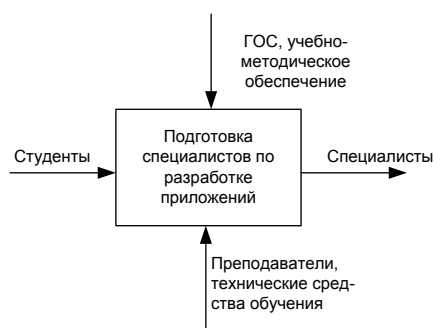 ГОС, учебно-
методическое
обеспечение
Студенты
Подготовка
специалистов по
разработке
приложений
Специалисты
Преподаватели,
технические сред-
ства обучения